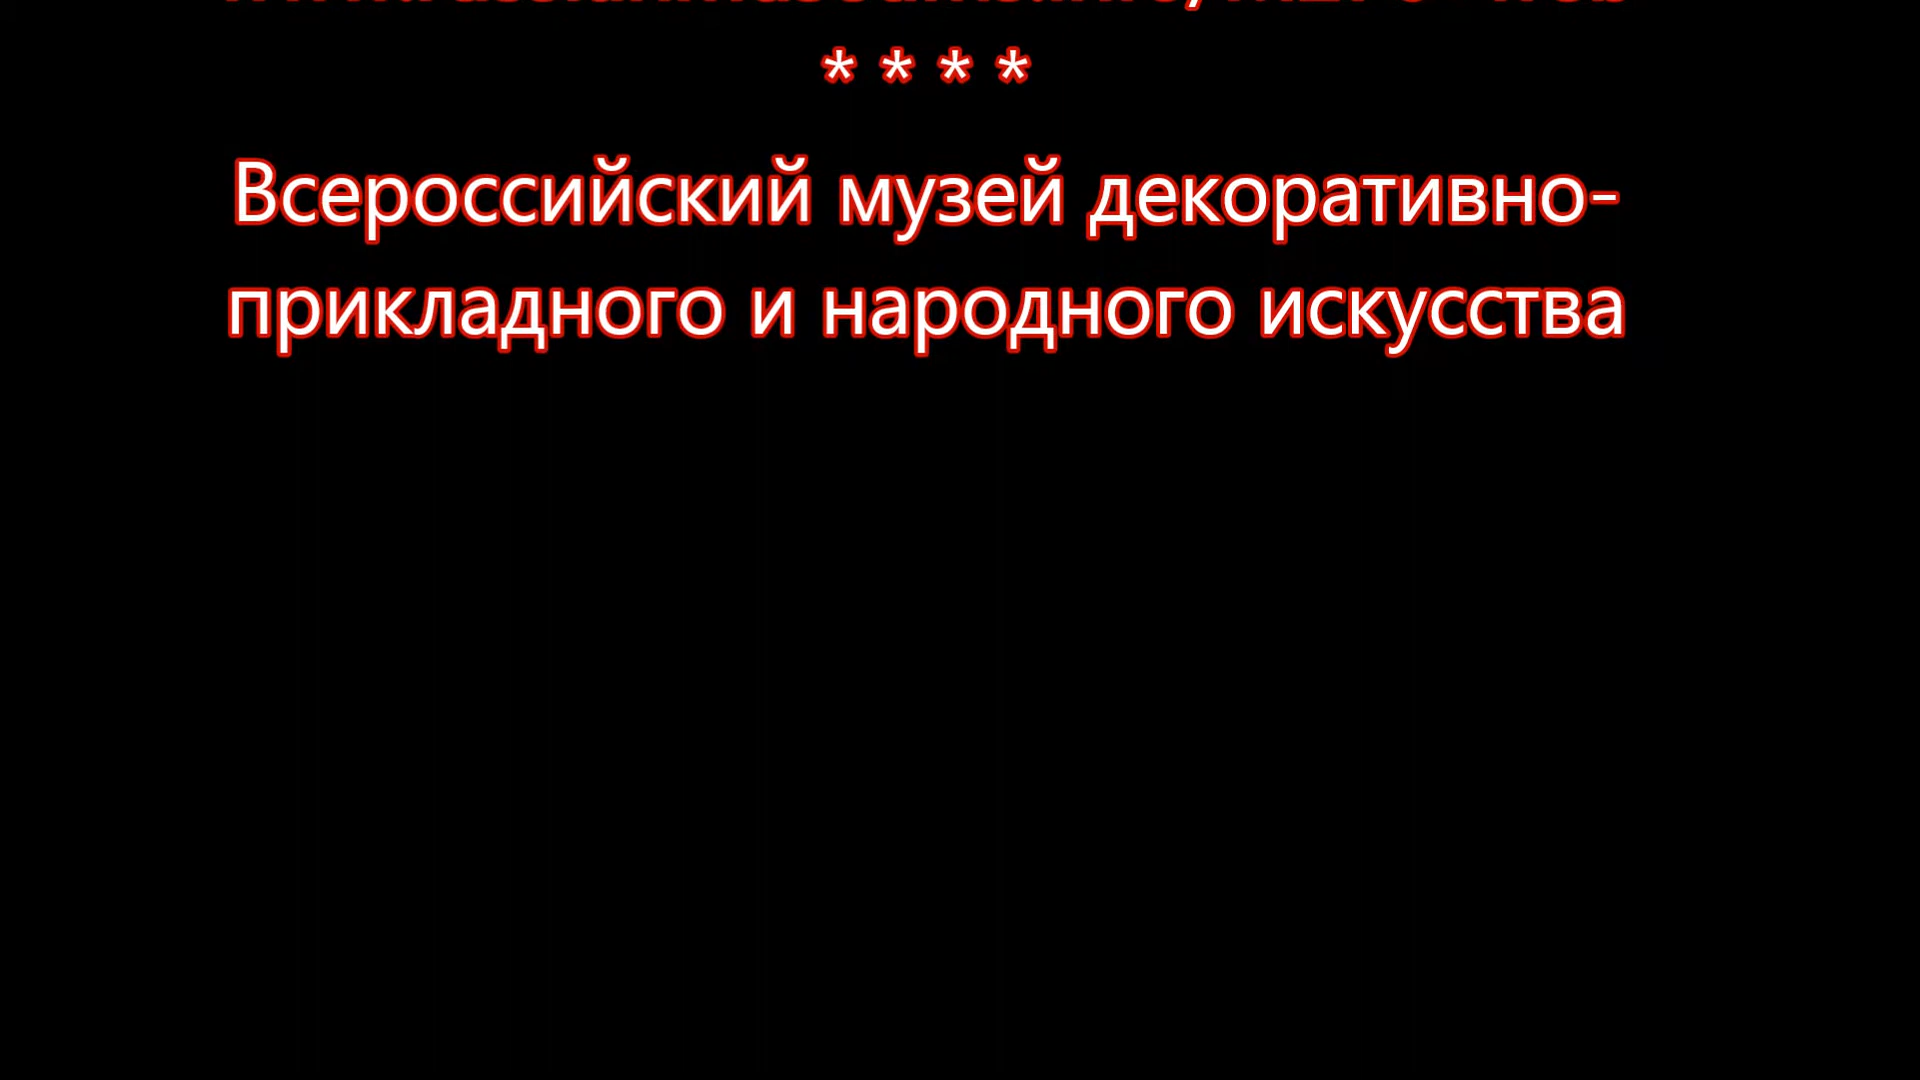 * * * *
Всероссийский музей декоративно-
прикладного и народного искусства